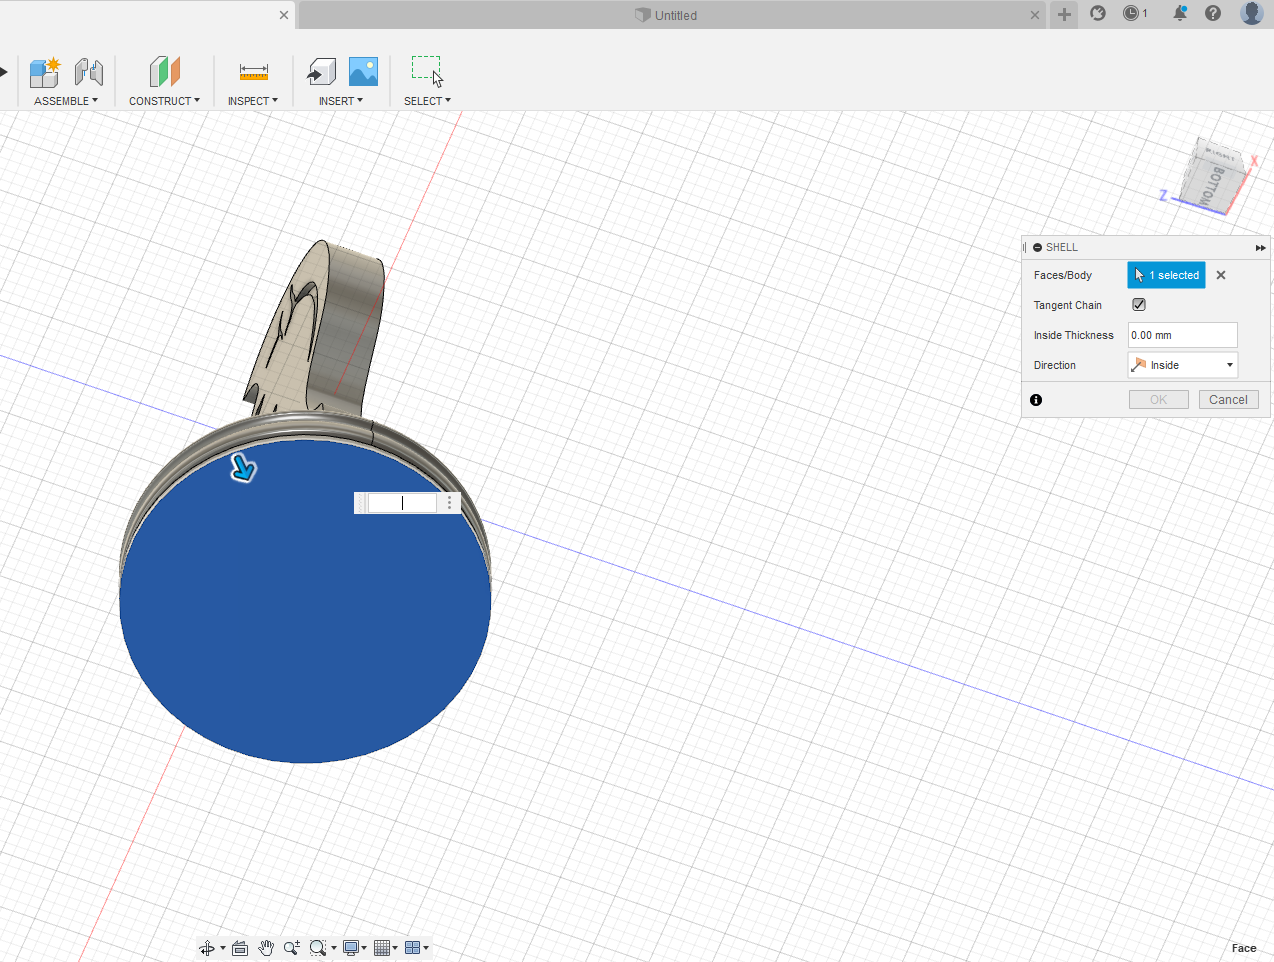 Untitled
1
ASSEMBLE
CONSTRUCT
INSPECT
INSERT
SELECT
X
BOTTOM
Z
SHELL
Faces/Body
1 selected
Tangent Chain
Inside Thickness
0.00 mm
Direction
Inside
OK
Cancel
Face